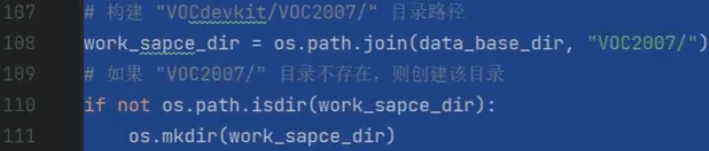 107 # 构建 "VOCdevkit/VOC2007/" 目录路径
108 work_sapce_dir = os.path.join(data_base_dir, "VOC2007/")
109 # 如果 "VOC2007/" 目录不存在，则创建该目录
110 if not os.path.isdir(work_sapce_dir):
111     os.mkdir(work_sapce_dir)